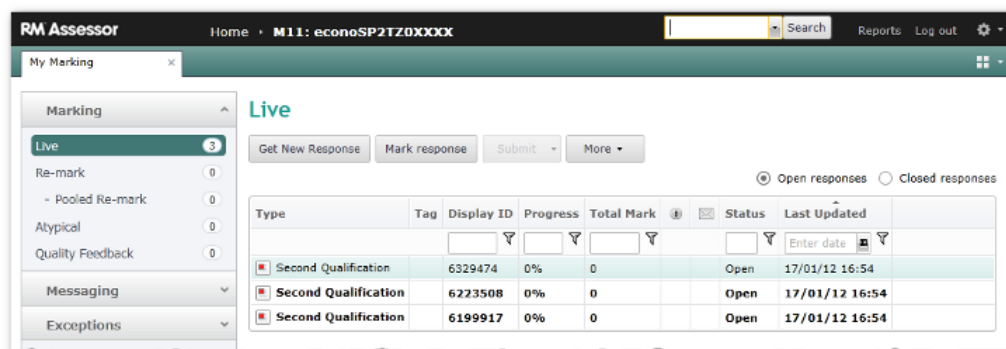 RM Assessor Home › M11: econoSP2TZ0XXXX Search Reports Log out
My Marking ×
Marking
Live 3
Re-mark 0
- Pooled Re-mark 0
Atypical 0
Quality Feedback 0
Messaging
Exceptions
Live
Get New Response Mark response Submit More
Open responses Closed responses
Type Tag Display ID Progress Total Mark Status Last Updated
Enter date
Second Qualification 6329474 0% 0 Open 17/01/12 16:54
Second Qualification 6223508 0% 0 Open 17/01/12 16:54
Second Qualification 6199917 0% 0 Open 17/01/12 16:54